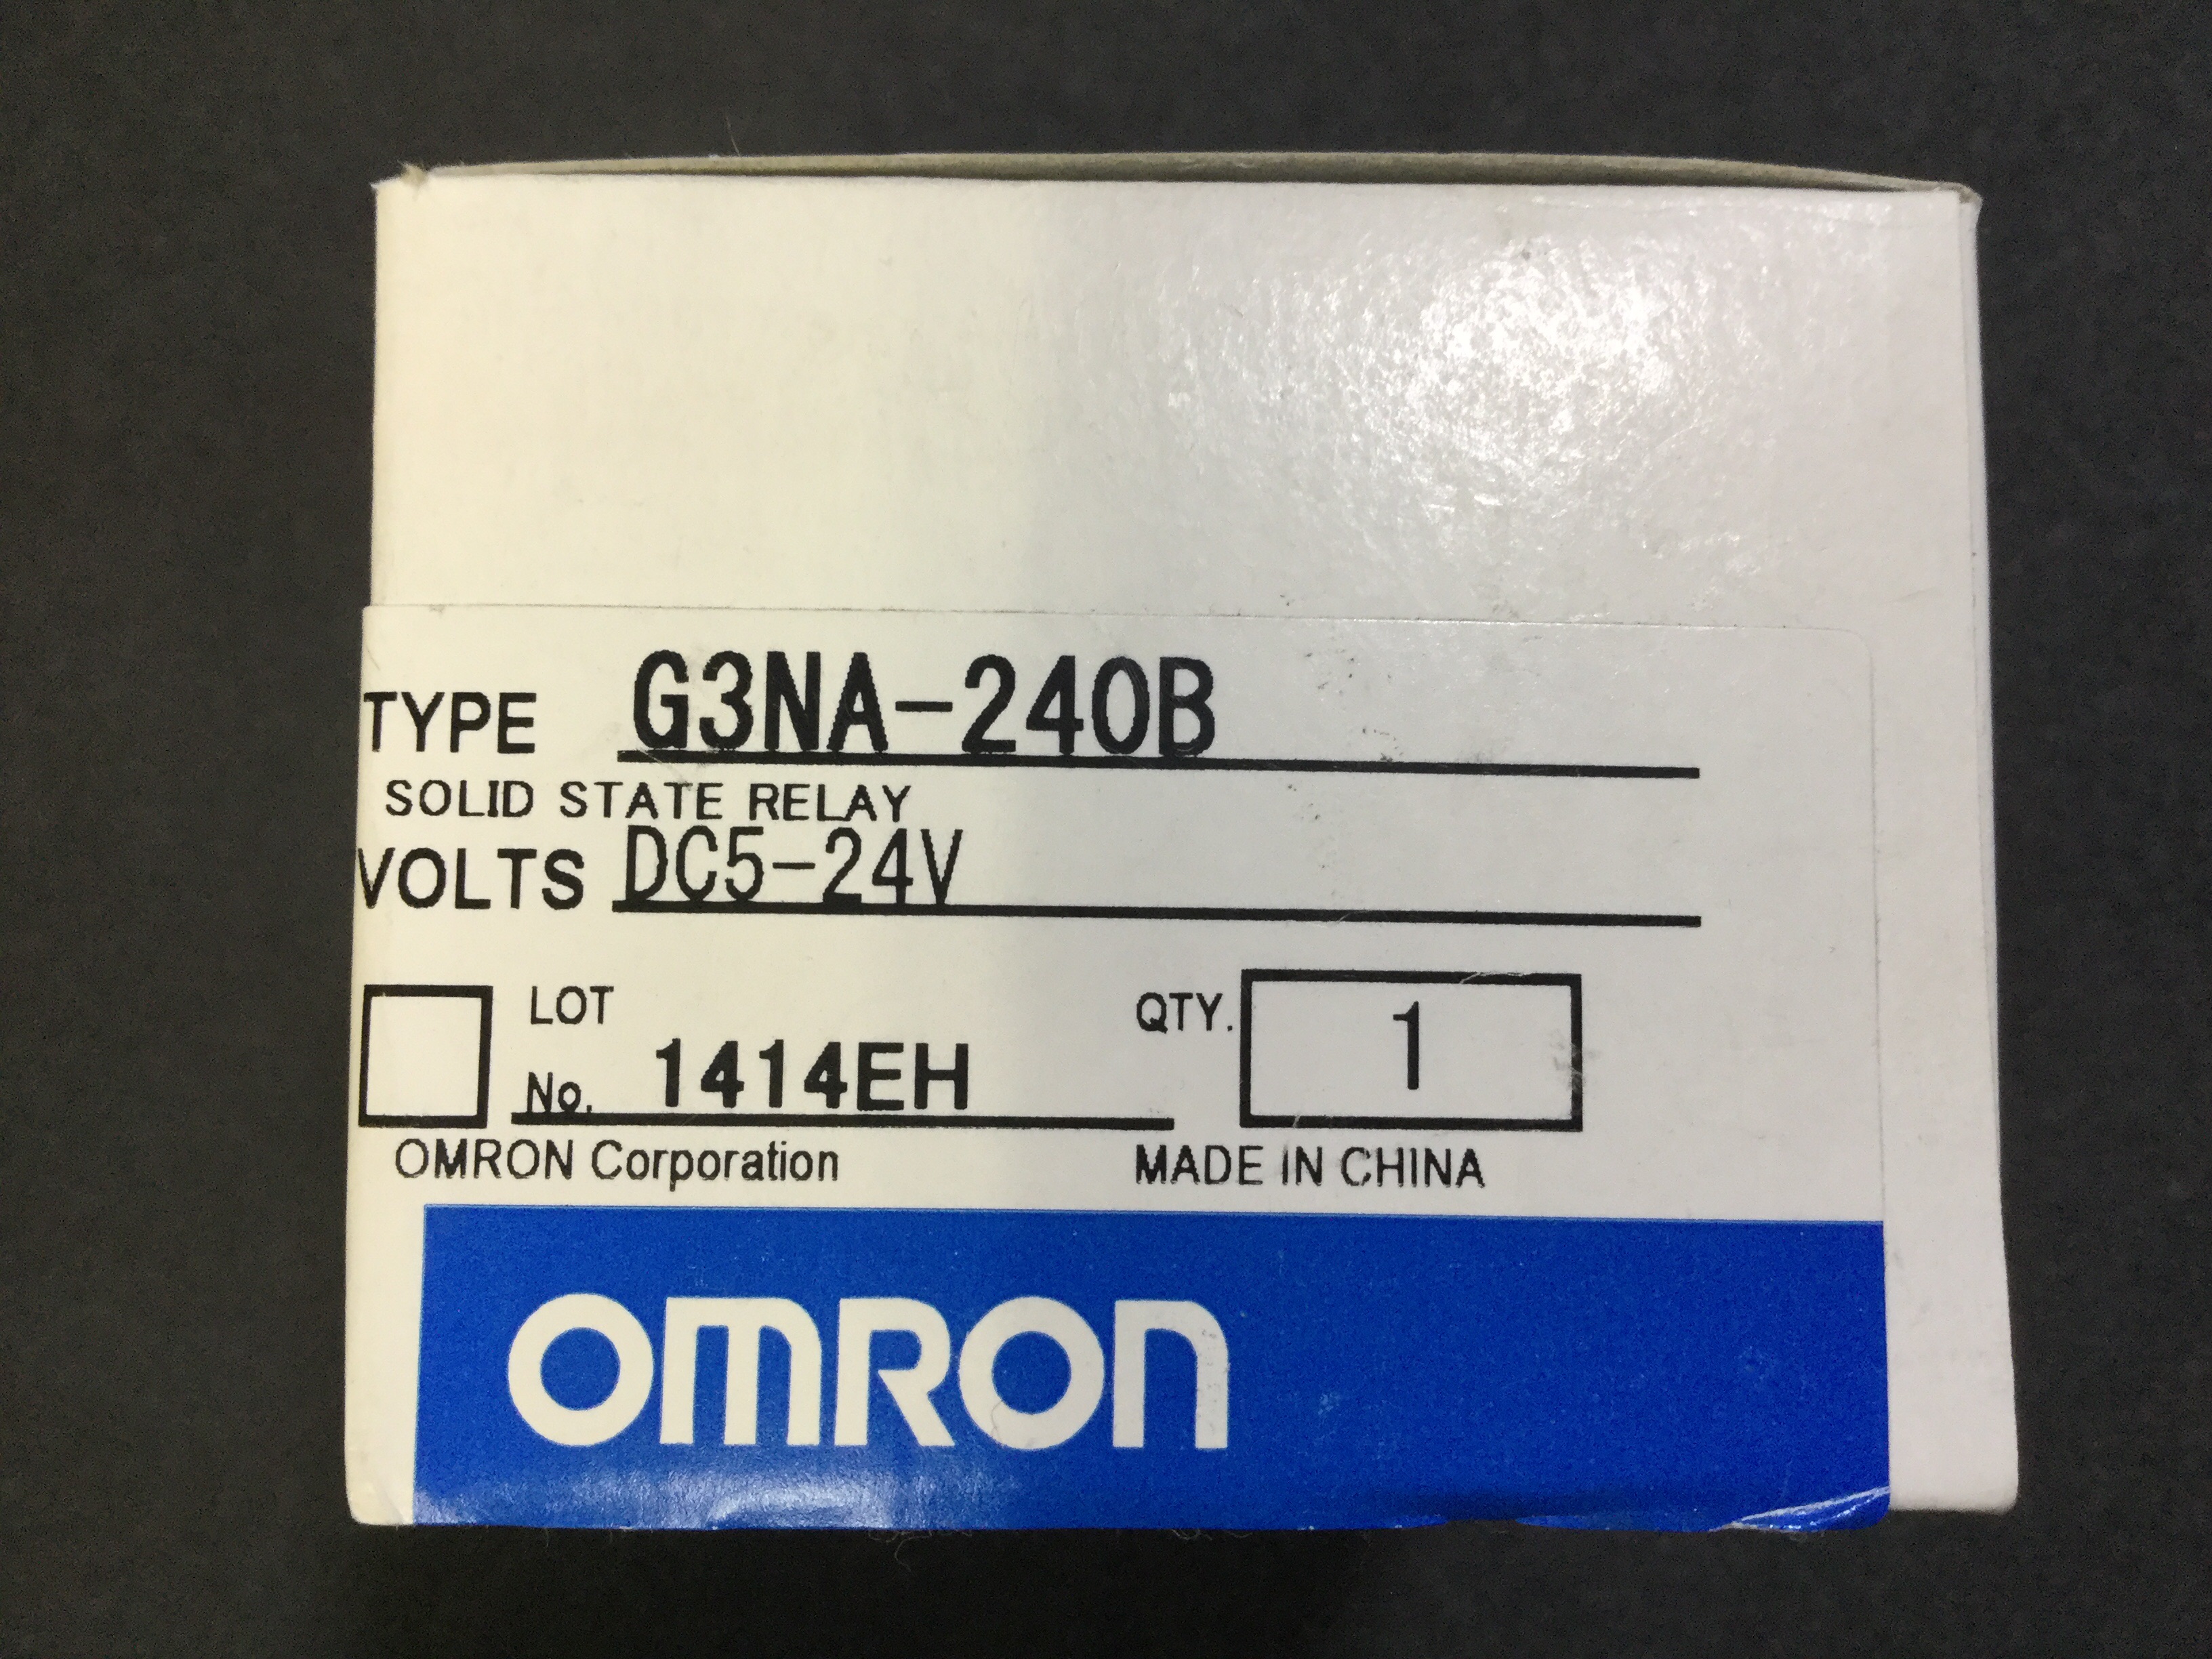 TYPE G3NA-240B
SOLID STATE RELAY
VOLTS DC5-24V
LOT
No. 1414EH
QTY. 1
OMRON Corporation
MADE IN CHINA
OMRON